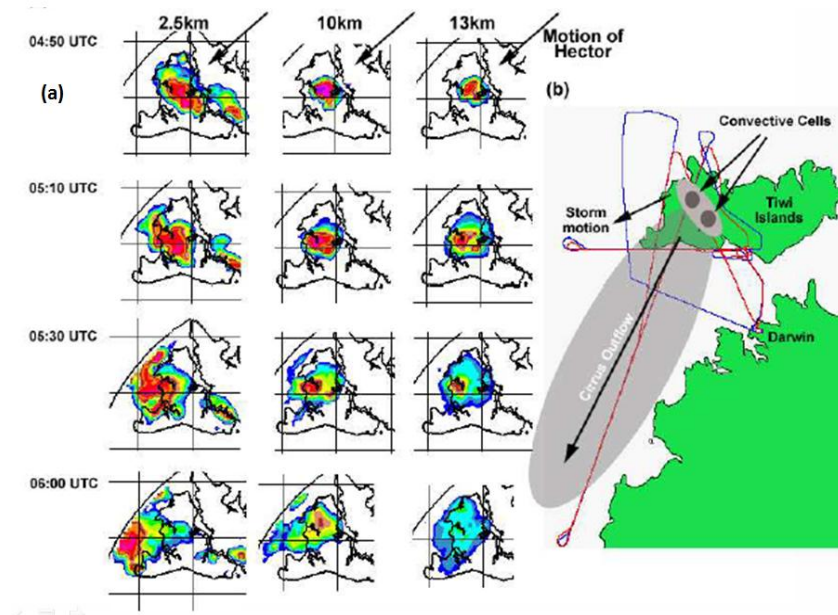 2.5km 10km 13km
04:50 UTC
Motion of
Hector
(a)
(b)
Convective Cells
05:10 UTC
Tiwi
Islands
Storm
motion
05:30 UTC
Darwin
Cirrus Outflow
06:00 UTC